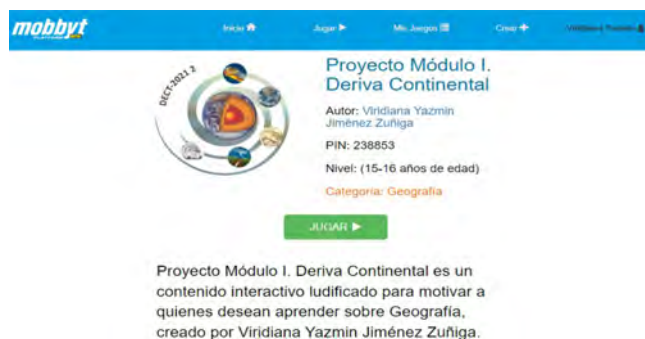 mobbyt
Inicio
Jugar
Mis Juegos
Crear
DECT-2021 2
Proyecto Módulo I.
Deriva Continental
Autor: Viridiana Yazmin
Jiménez Zuñiga
PIN: 238853
Nivel: (15-16 años de edad)
Categoría: Geografía
JUGAR
Proyecto Módulo I. Deriva Continental es un
contenido interactivo ludificado para motivar a
quienes desean aprender sobre Geografía,
creado por Viridiana Yazmin Jiménez Zuñiga.